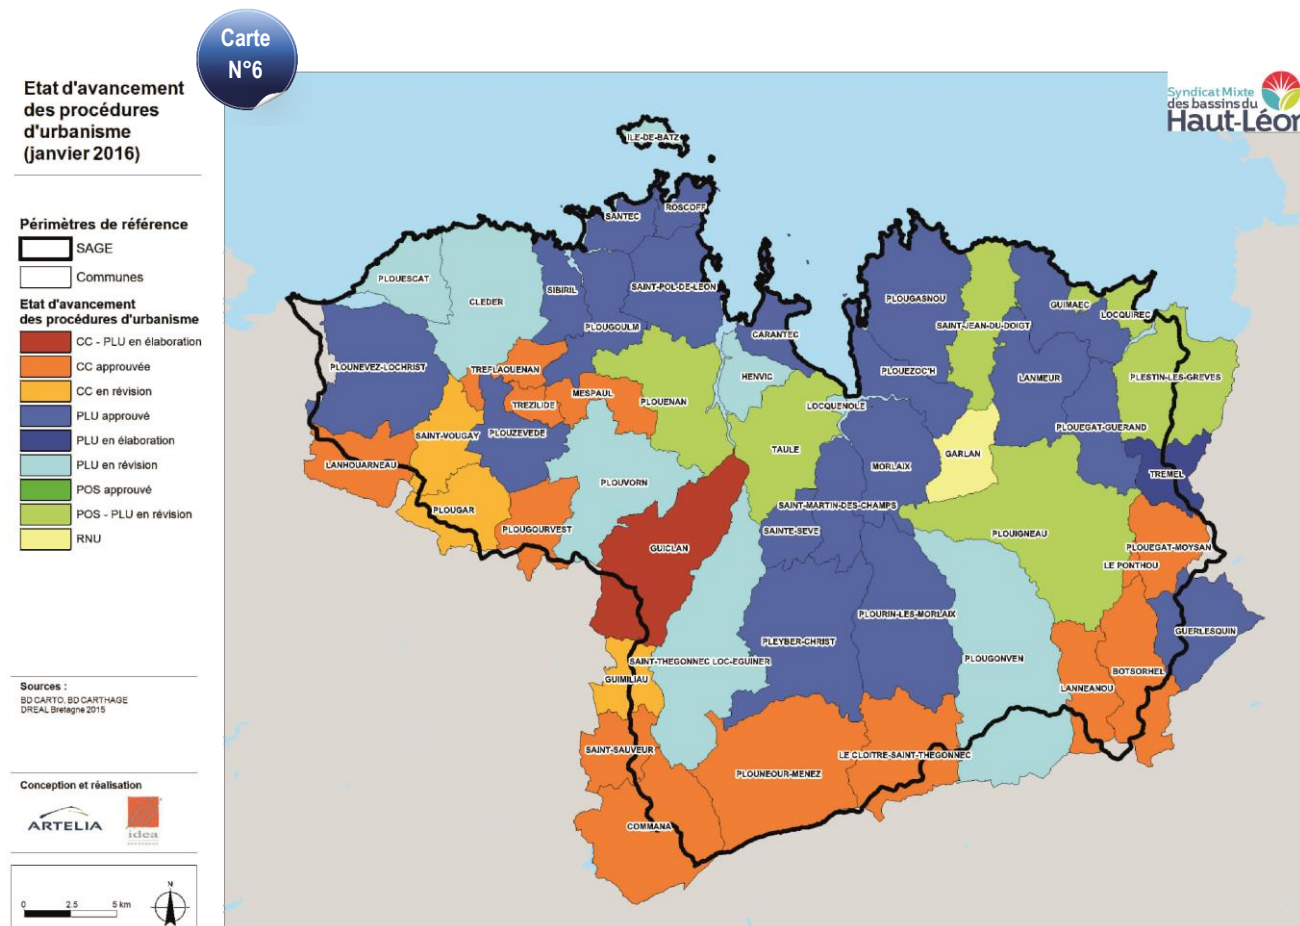 Carte
N°6
Etat d'avancement
des procédures
d'urbanisme
(janvier 2016)
Syndicat Mixte
des bassins du
Haut-Léon
Périmètres de référence
SAGE
Communes
Etat d'avancement
des procédures d'urbanisme
CC - PLU en élaboration
CC approuvée
CC en révision
PLU approuvé
PLU en élaboration
PLU en révision
POS approuvé
POS - PLU en révision
RNU
Sources :
BD CARTO, BD CARTHAGE
DREAL Bretagne 2015
Conception et réalisation
ARTELIA
idea
0 2.5 5 km
N
ILE-DE-BATZ
ROSCOFF
SANTEC
PLOUESCAT
CLEDER
SIBIRIL
SAINT-POL-DE-LEON
PLOUGOULM
CARANTEC
PLOUGASNOU
SAINT-JEAN-DU-DOIGT
GUIMAEC
LOCQUIREC
PLOUNEVEZ-LOCHRIST
TREFLAOUENAN
HENVIC
PLOUEZOC'H
LANMEUR
PLESTIN-LES-GREVES
TREZILIDE
MESPAUL
PLOUENAN
LOCQUENOLE
PLOUEGAT-GUERAND
SAINT-VOUGAY
PLOUZEVEDE
TAULE
GARLAN
LANHOUARNEAU
MORLAIX
TREMEL
PLOUVORN
PLOUGAR
SAINT-MARTIN-DES-CHAMPS
PLOUGOURVEST
SAINTE-SEVE
PLOUIGNEAU
GUICLAN
PLOUEGAT-MOYSAN
LE PONTHOU
PLOURIN-LES-MORLAIX
GUERLESQUIN
PLEYBER-CHRIST
SAINT-THEGONNEC LOC-EGUINER
PLOUGONVEN
BOTSORHEL
GUIMILIAU
LANNEANOU
SAINT-SAUVEUR
LE CLOITRE-SAINT-THEGONNEC
PLOUNEOUR-MENEZ
COMMANA